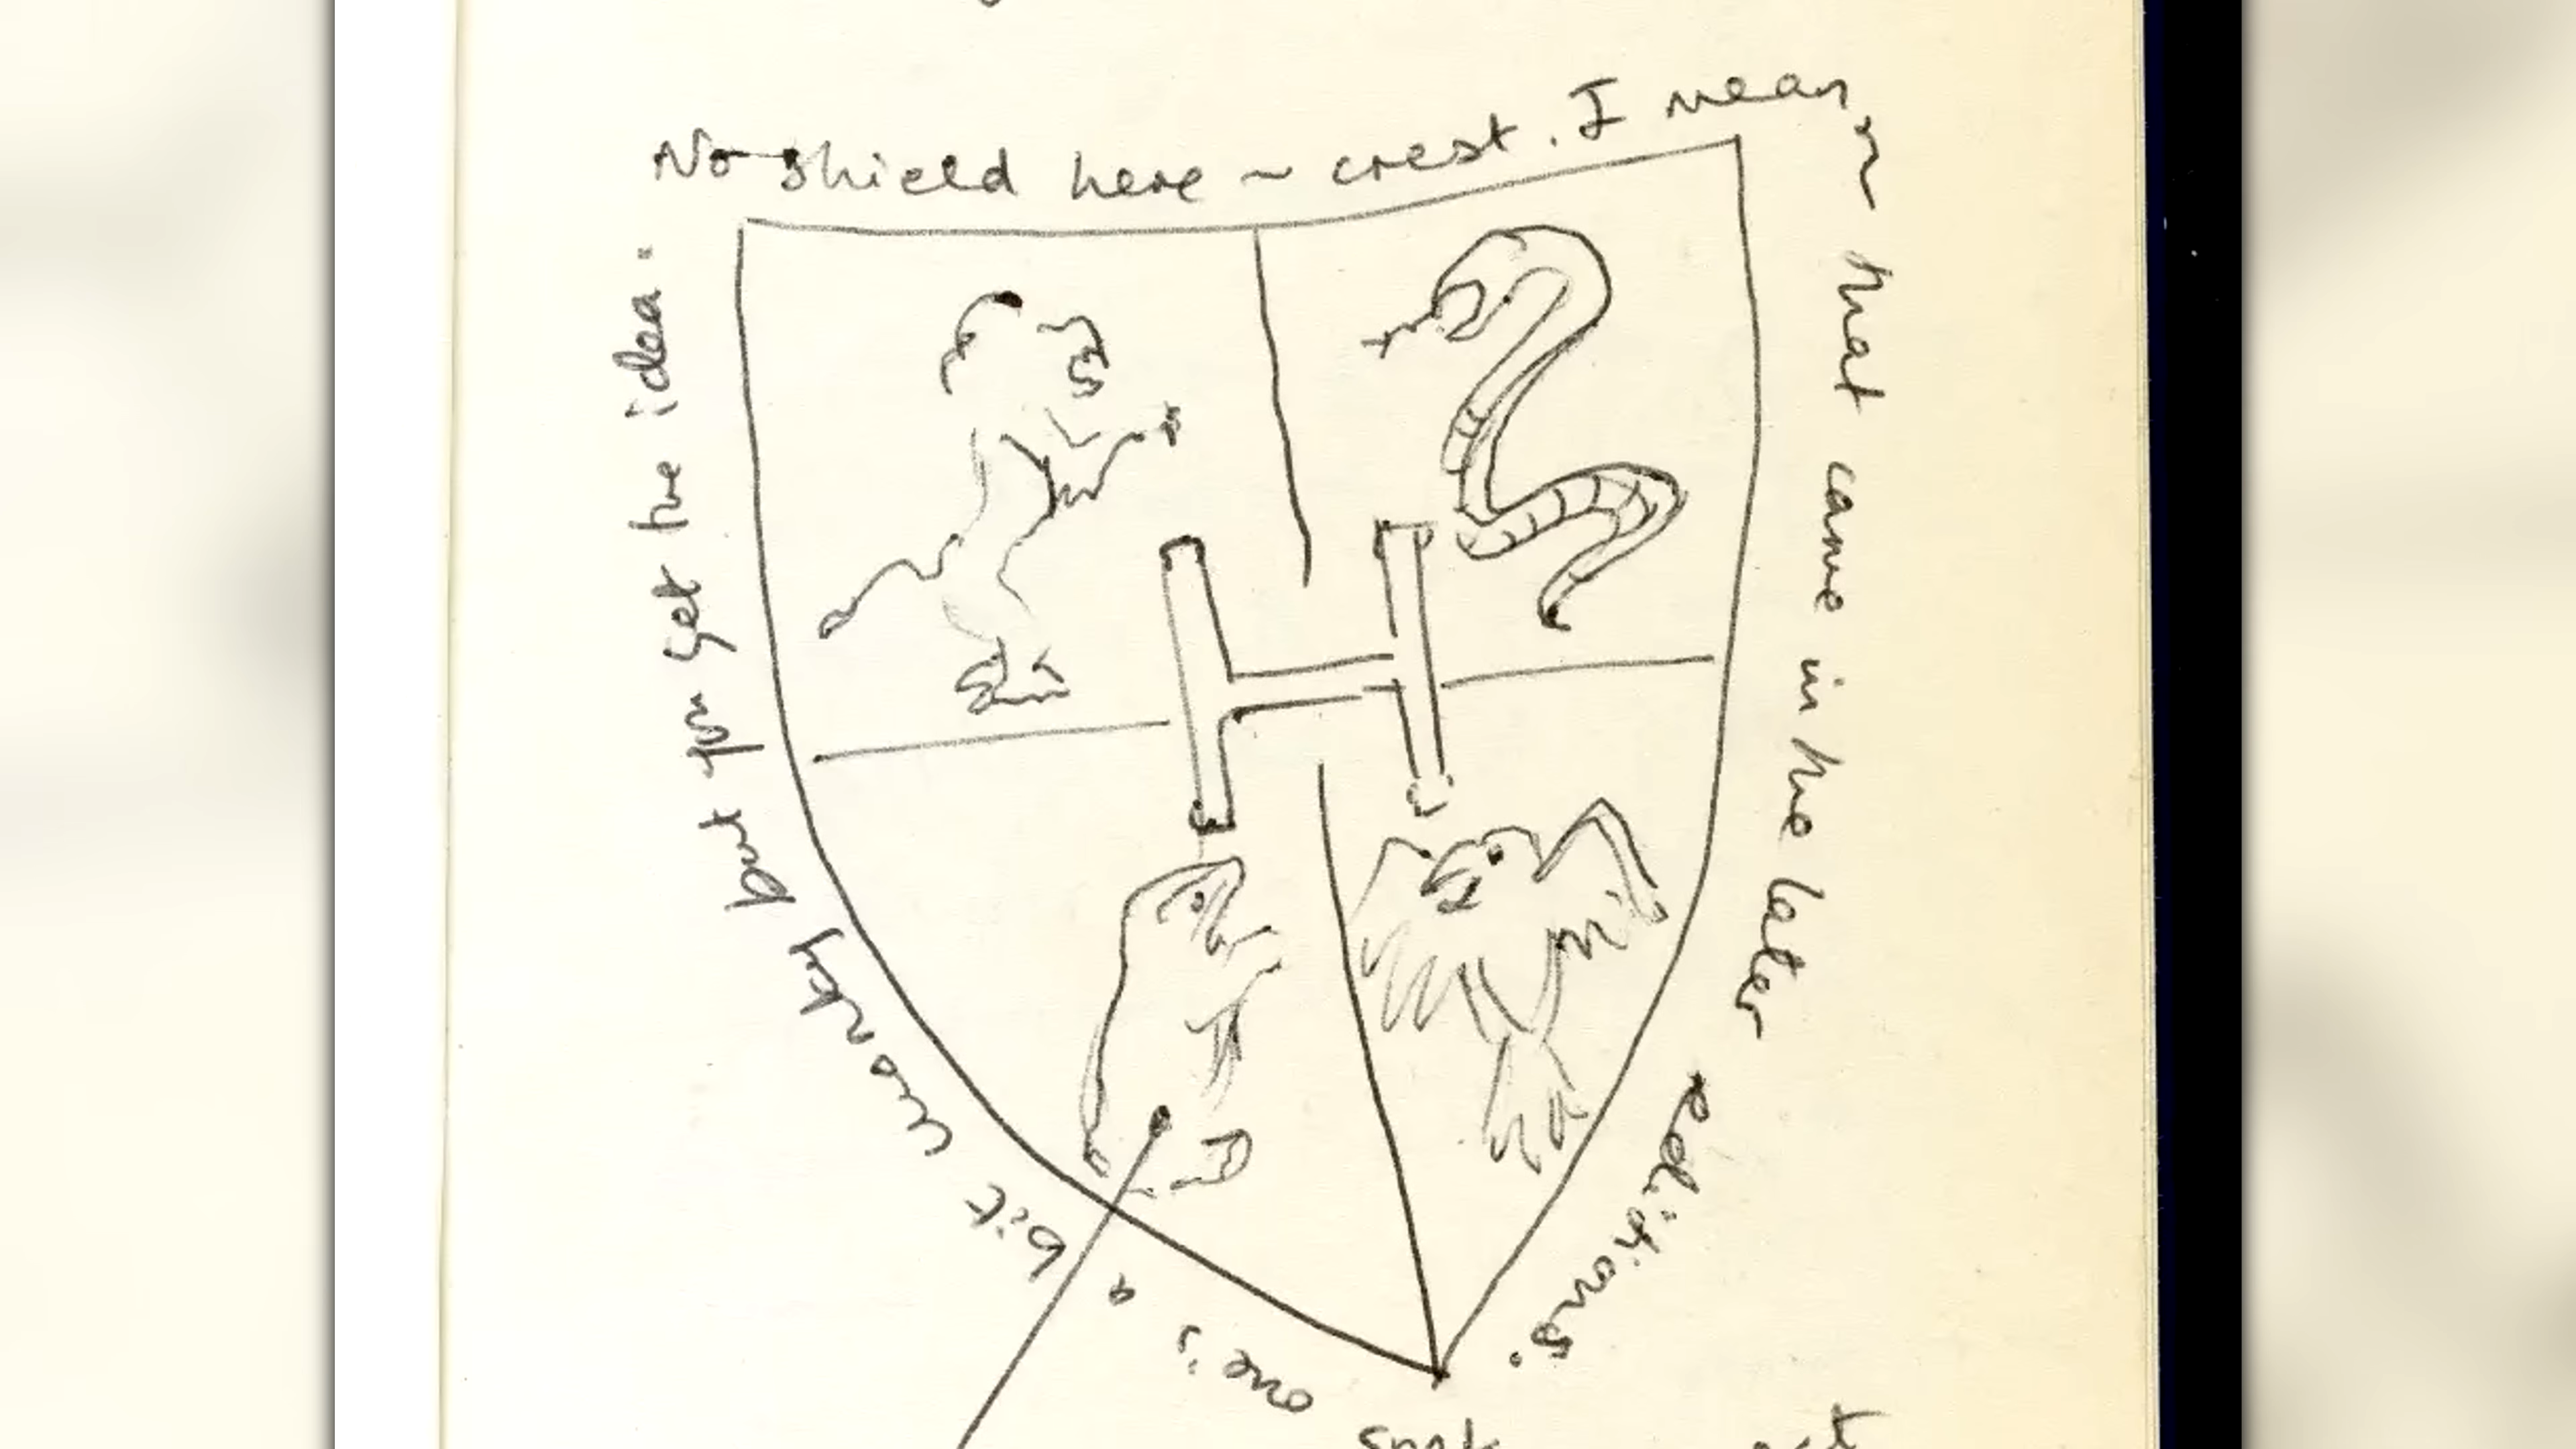 No shield here ~ crest. I mean ~ that came in the later editions.
This one's a bit wonky but you get the idea.
H